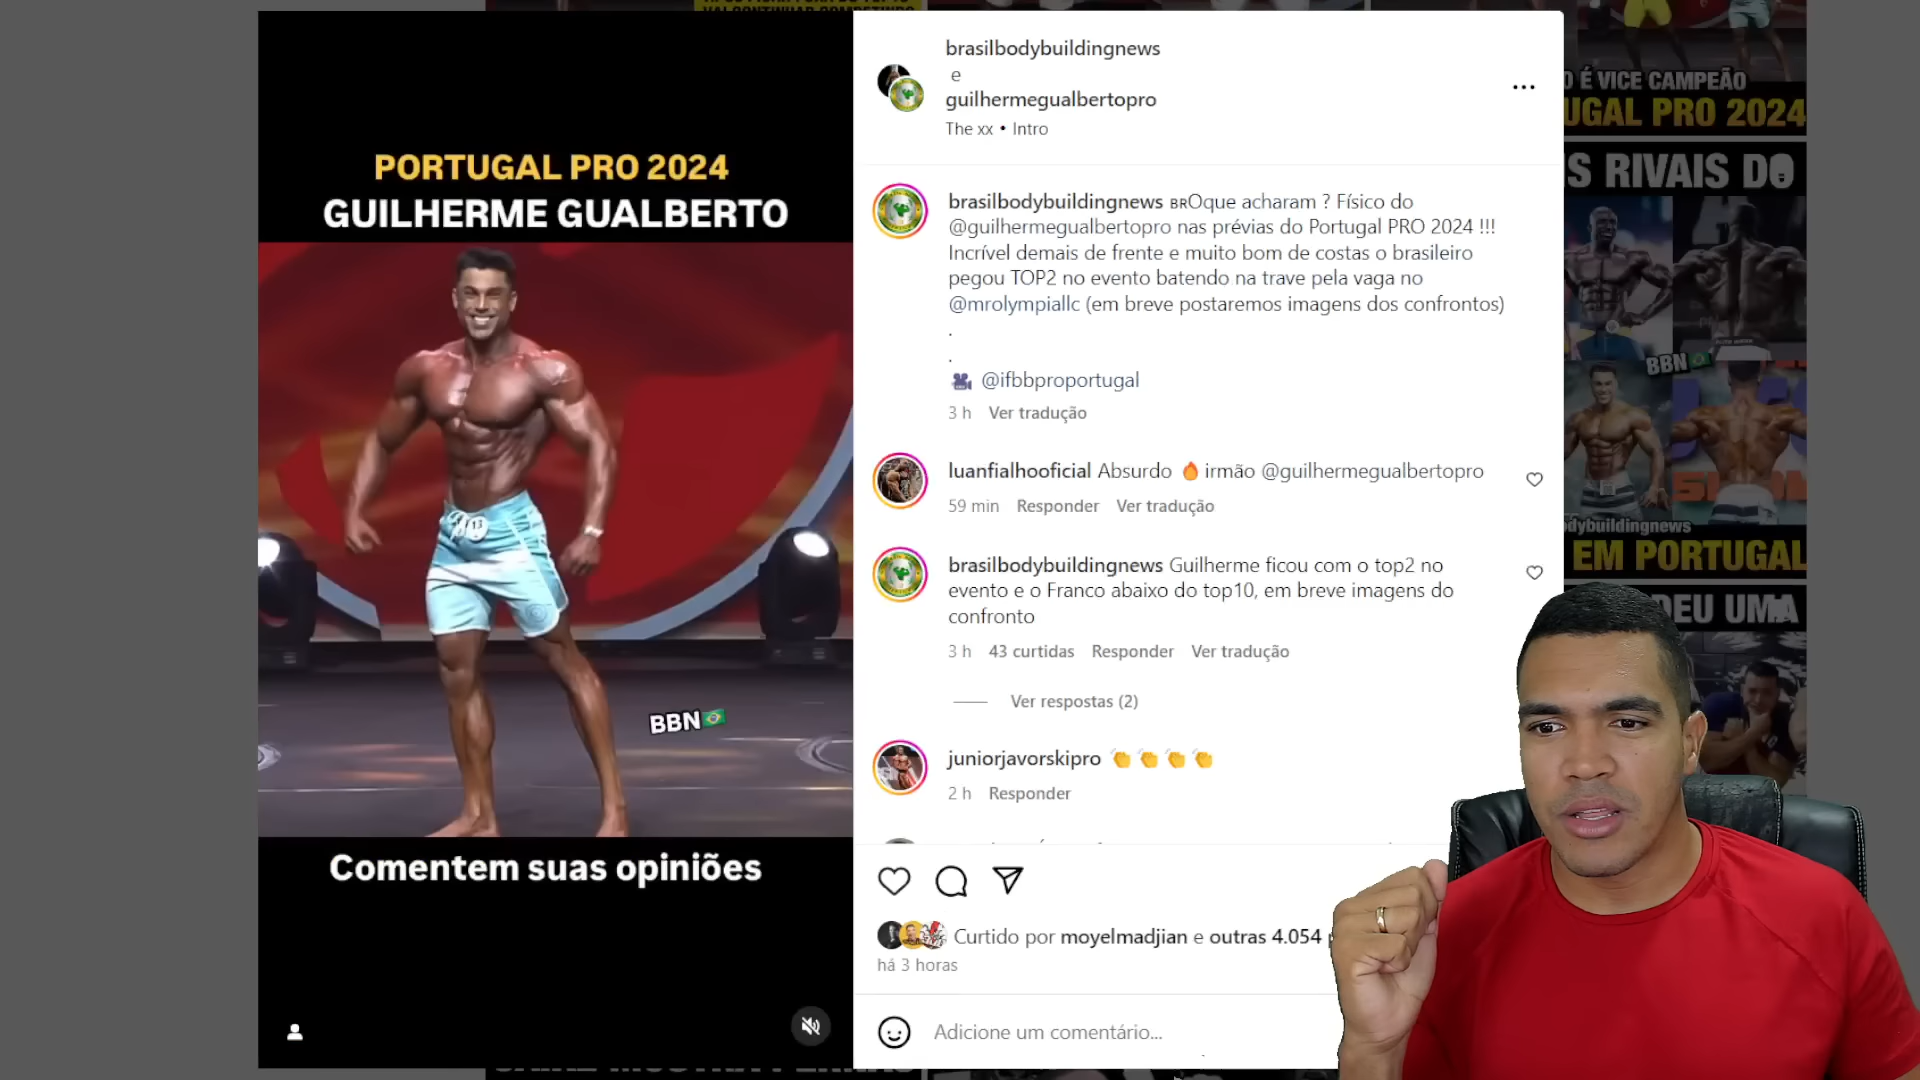 VAI CONTINUAR COMPETINDO
PORTUGAL PRO 2024
GUILHERME GUALBERTO
13
BBN
Comentem suas opiniões
brasilbodybuildingnews
e
guilhermegualbertopro
The xx • Intro
brasilbodybuildingnews BROque acharam ? Físico do
@guilhermegualbertopro nas prévias do Portugal PRO 2024 !!!
Incrível demais de frente e muito bom de costas o brasileiro
pegou TOP2 no evento batendo na trave pela vaga no
@mrolympiallc (em breve postaremos imagens dos confrontos)
.
.
@ifbbproportugal
3 h Ver tradução
luanfialhooficial Absurdo 🔥 irmão @guilhermegualbertopro
59 min Responder Ver tradução
brasilbodybuildingnews Guilherme ficou com o top2 no
evento e o Franco abaixo do top10, em breve imagens do
confronto
3 h 43 curtidas Responder Ver tradução
Ver respostas (2)
juniorjavorskipro 👏 👏 👏 👏
2 h Responder
Curtido por moyelmadjian e outras 4.054
há 3 horas
Adicione um comentário...
O É VICE CAMPEÃO
UGAL PRO 2024
S RIVAIS DO
BBN
dybuildingnews
EM PORTUGAL
DEU UMA